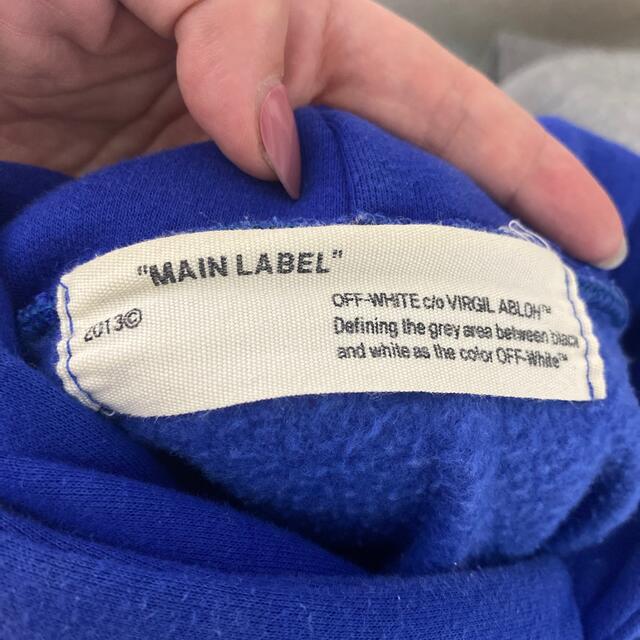 "MAIN LABEL"
2013©
OFF-WHITE c/o VIRGIL ABLOH™
Defining the grey area between black
and white as the color OFF-White™